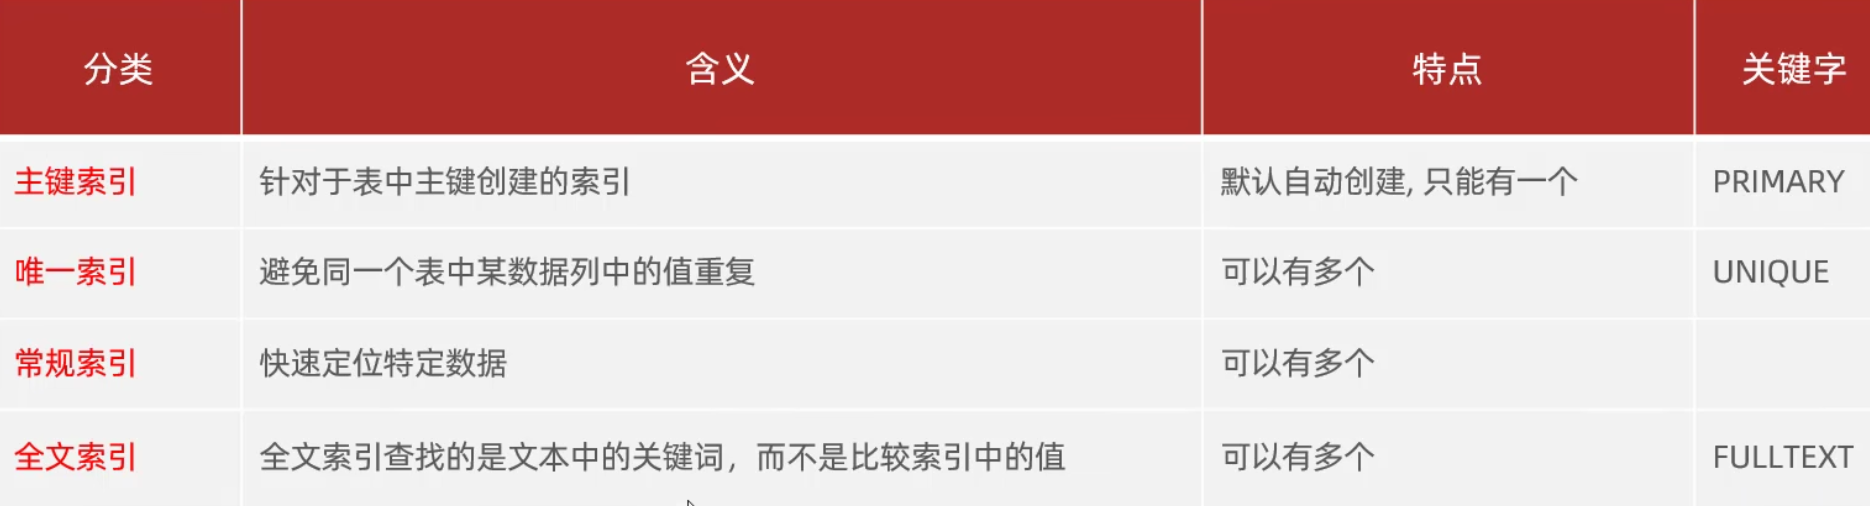 分类 含义 特点 关键字
主键索引 针对于表中主键创建的索引 默认自动创建, 只能有一个 PRIMARY
唯一索引 避免同一个表中某数据列中的值重复 可以有多个 UNIQUE
常规索引 快速定位特定数据 可以有多个
全文索引 全文索引查找的是文本中的关键词，而不是比较索引中的值 可以有多个 FULLTEXT